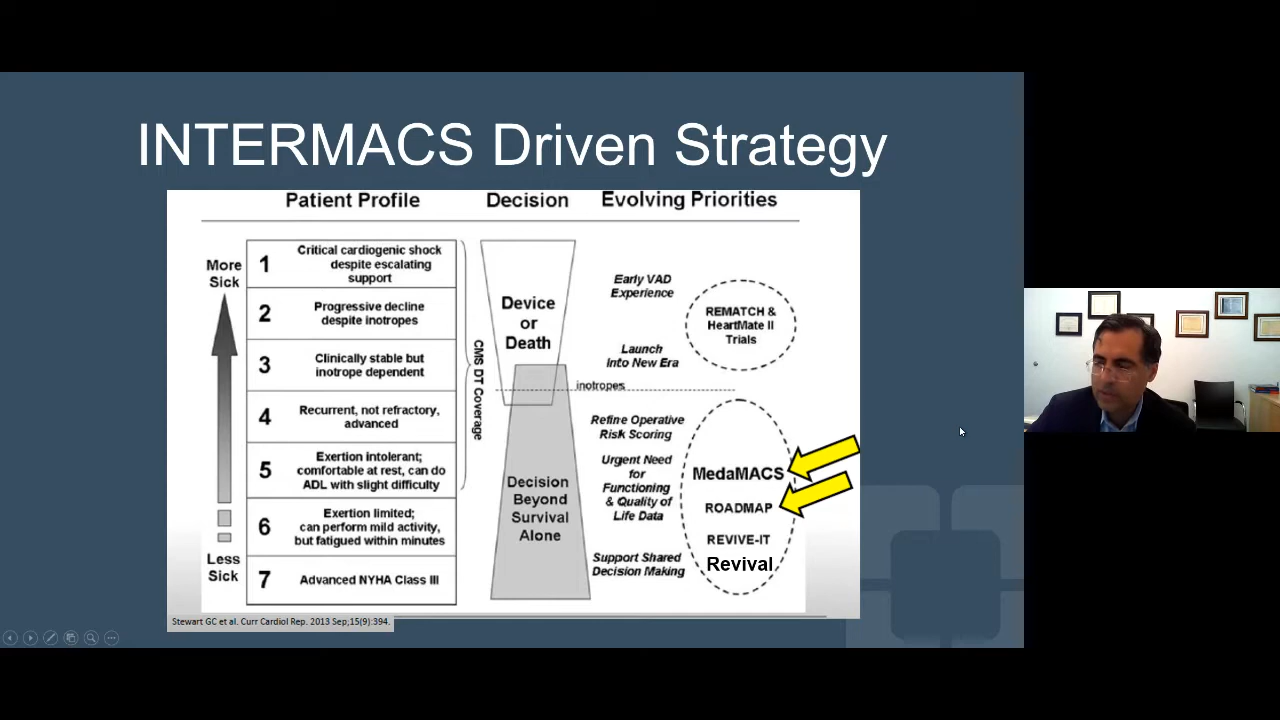 INTERMACS Driven Strategy
Patient Profile
Decision
Evolving Priorities
More
Sick
Less
Sick
1
Critical cardiogenic shock
despite escalating
support
2
Progressive decline
despite inotropes
3
Clinically stable but
inotrope dependent
4
Recurrent, not refractory,
advanced
5
Exertion intolerant;
comfortable at rest, can do
ADL with slight difficulty
6
Exertion limited;
can perform mild activity,
but fatigued within minutes
7
Advanced NYHA Class III
CMS DT Coverage
Device
or
Death
Decision
Beyond
Survival
Alone
Early VAD
Experience
Launch
Into New Era
inotropes
Refine Operative
Risk Scoring
Urgent Need
for
Functioning
& Quality of
Life Data
Support Shared
Decision Making
REMATCH &
HeartMate II
Trials
MedaMACS
ROADMAP
REVIVE-IT
Revival
Stewart GC et al. Curr Cardiol Rep. 2013 Sep;15(9):394.